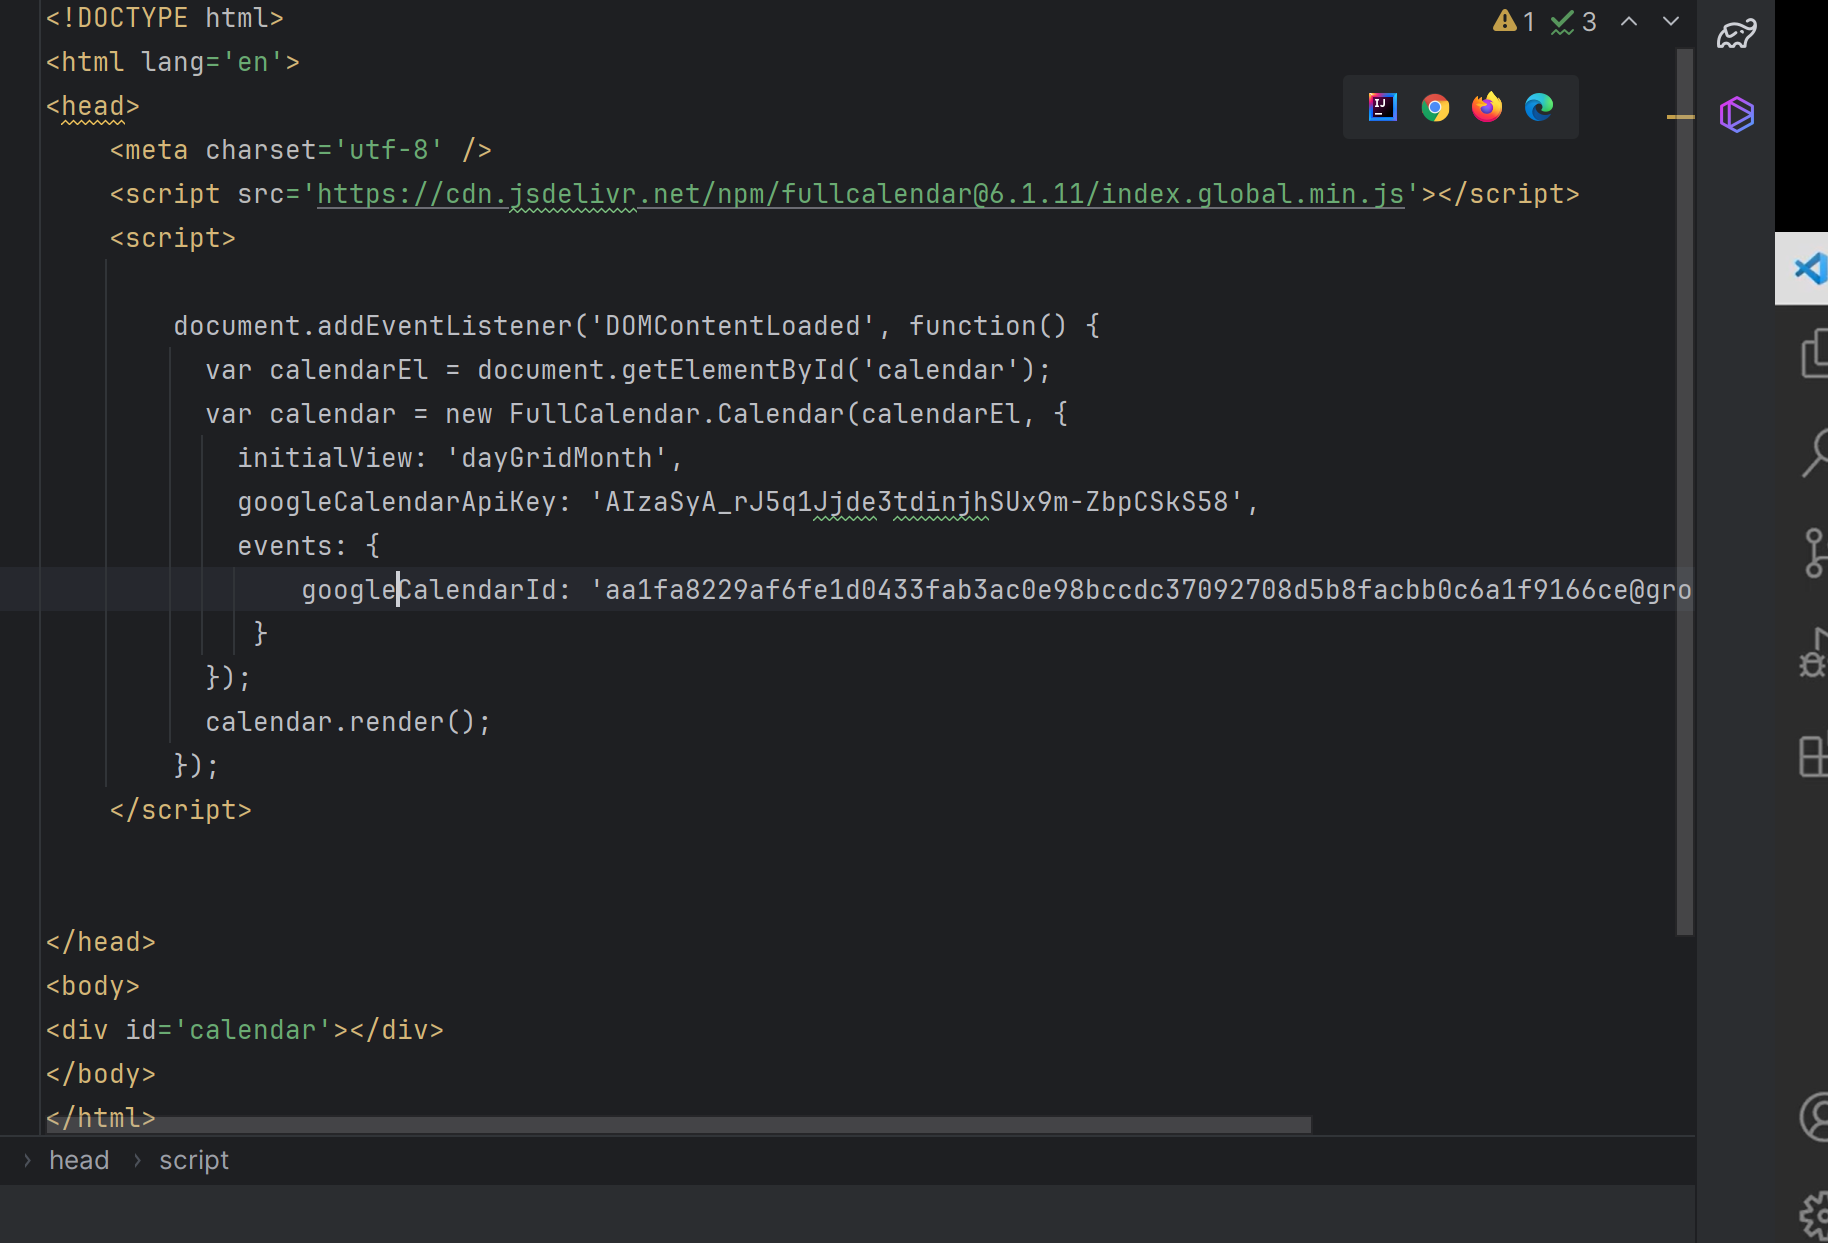 <!DOCTYPE html>
1 3
<html lang='en'>
<head>
<meta charset='utf-8' />
<script src='https://cdn.jsdelivr.net/npm/fullcalendar@6.1.11/index.global.min.js'></script>
<script>
document.addEventListener('DOMContentLoaded', function() {
var calendarEl = document.getElementById('calendar');
var calendar = new FullCalendar.Calendar(calendarEl, {
initialView: 'dayGridMonth',
googleCalendarApiKey: 'AIzaSyA_rJ5q1Jjde3tdinjhSUx9m-ZbpCSkS58',
events: {
googleCalendarId: 'aa1fa8229af6fe1d0433fab3ac0e98bccdc37092708d5b8facbb0c6a1f9166ce@gro
}
});
calendar.render();
});
</script>
</head>
<body>
<div id='calendar'></div>
</body>
</html>
head script